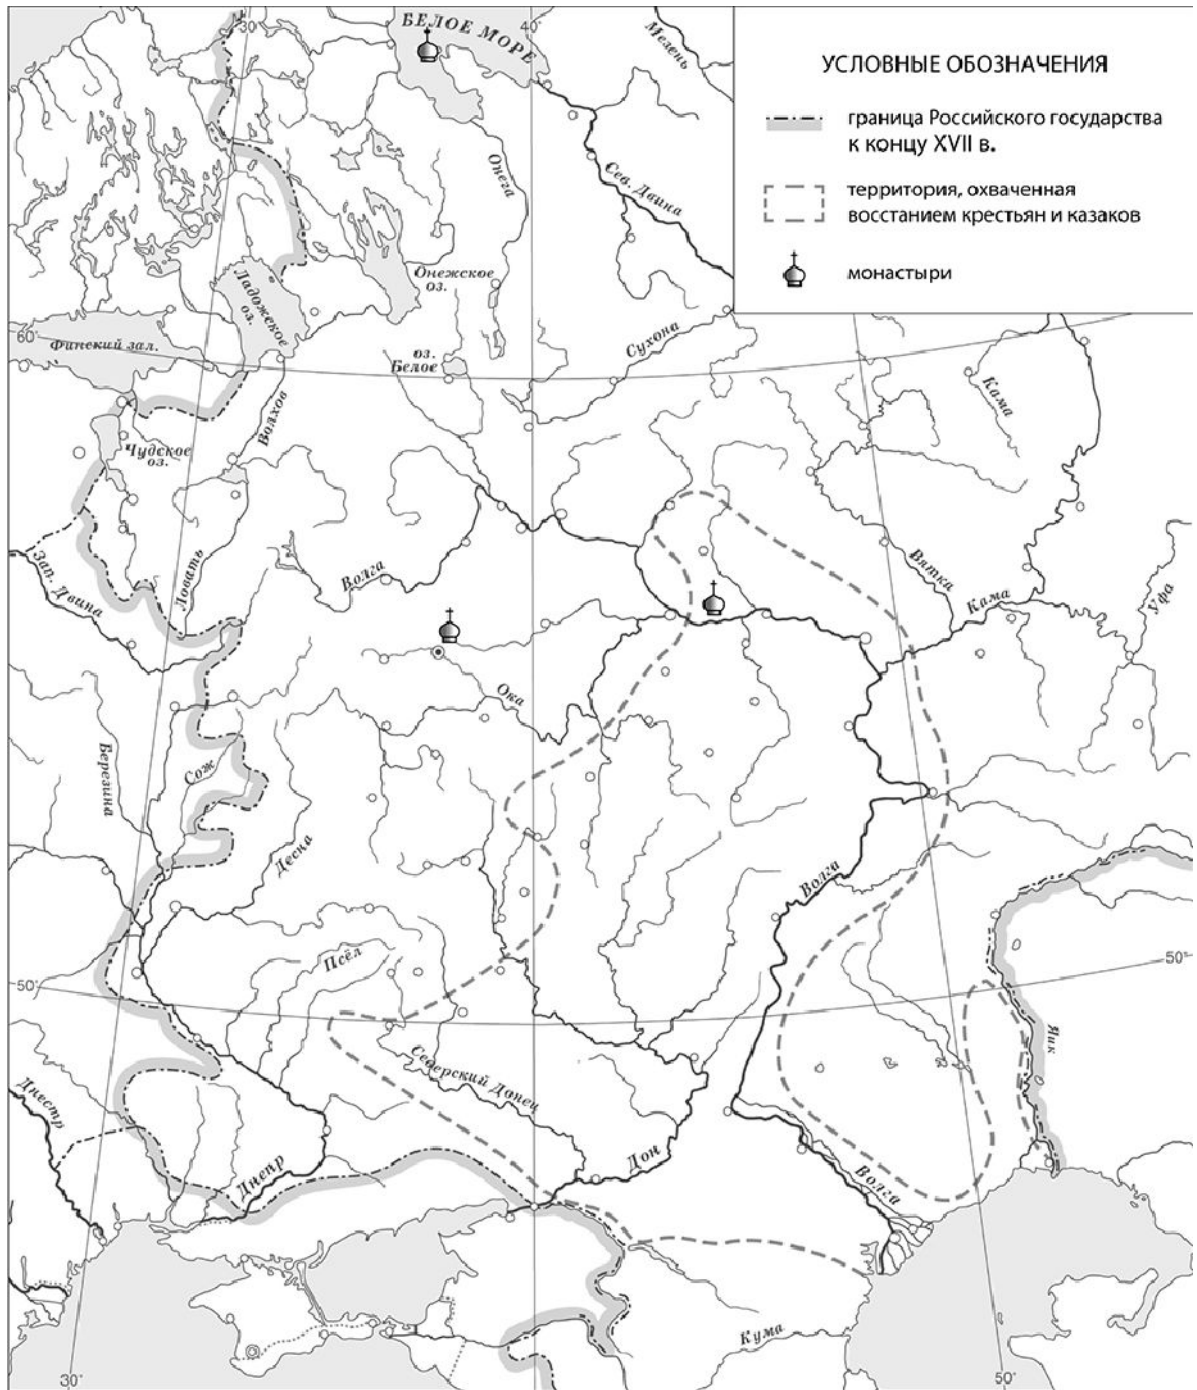 30°
40°
БЕЛОЕ МОРЕ
Мезень
УСЛОВНЫЕ ОБОЗНАЧЕНИЯ
граница Российского государства
к концу XVII в.
территория, охваченная
восстанием крестьян и казаков
монастыри
Онега
Сев. Двина
Онежское
оз.
Ладожское
оз.
60°
Финский зал.
оз.
Белое
Сухона
Кама
Волхов
Чудское
оз.
Зап. Двина
Ловать
Волга
Вятка
Кама
Уфа
Ока
Березина
Сож
Десна
Волга
Псёл
50°
50°
Яик
Северский Донец
Днестр
Днепр
Дон
Волга
Кума
30°
50°